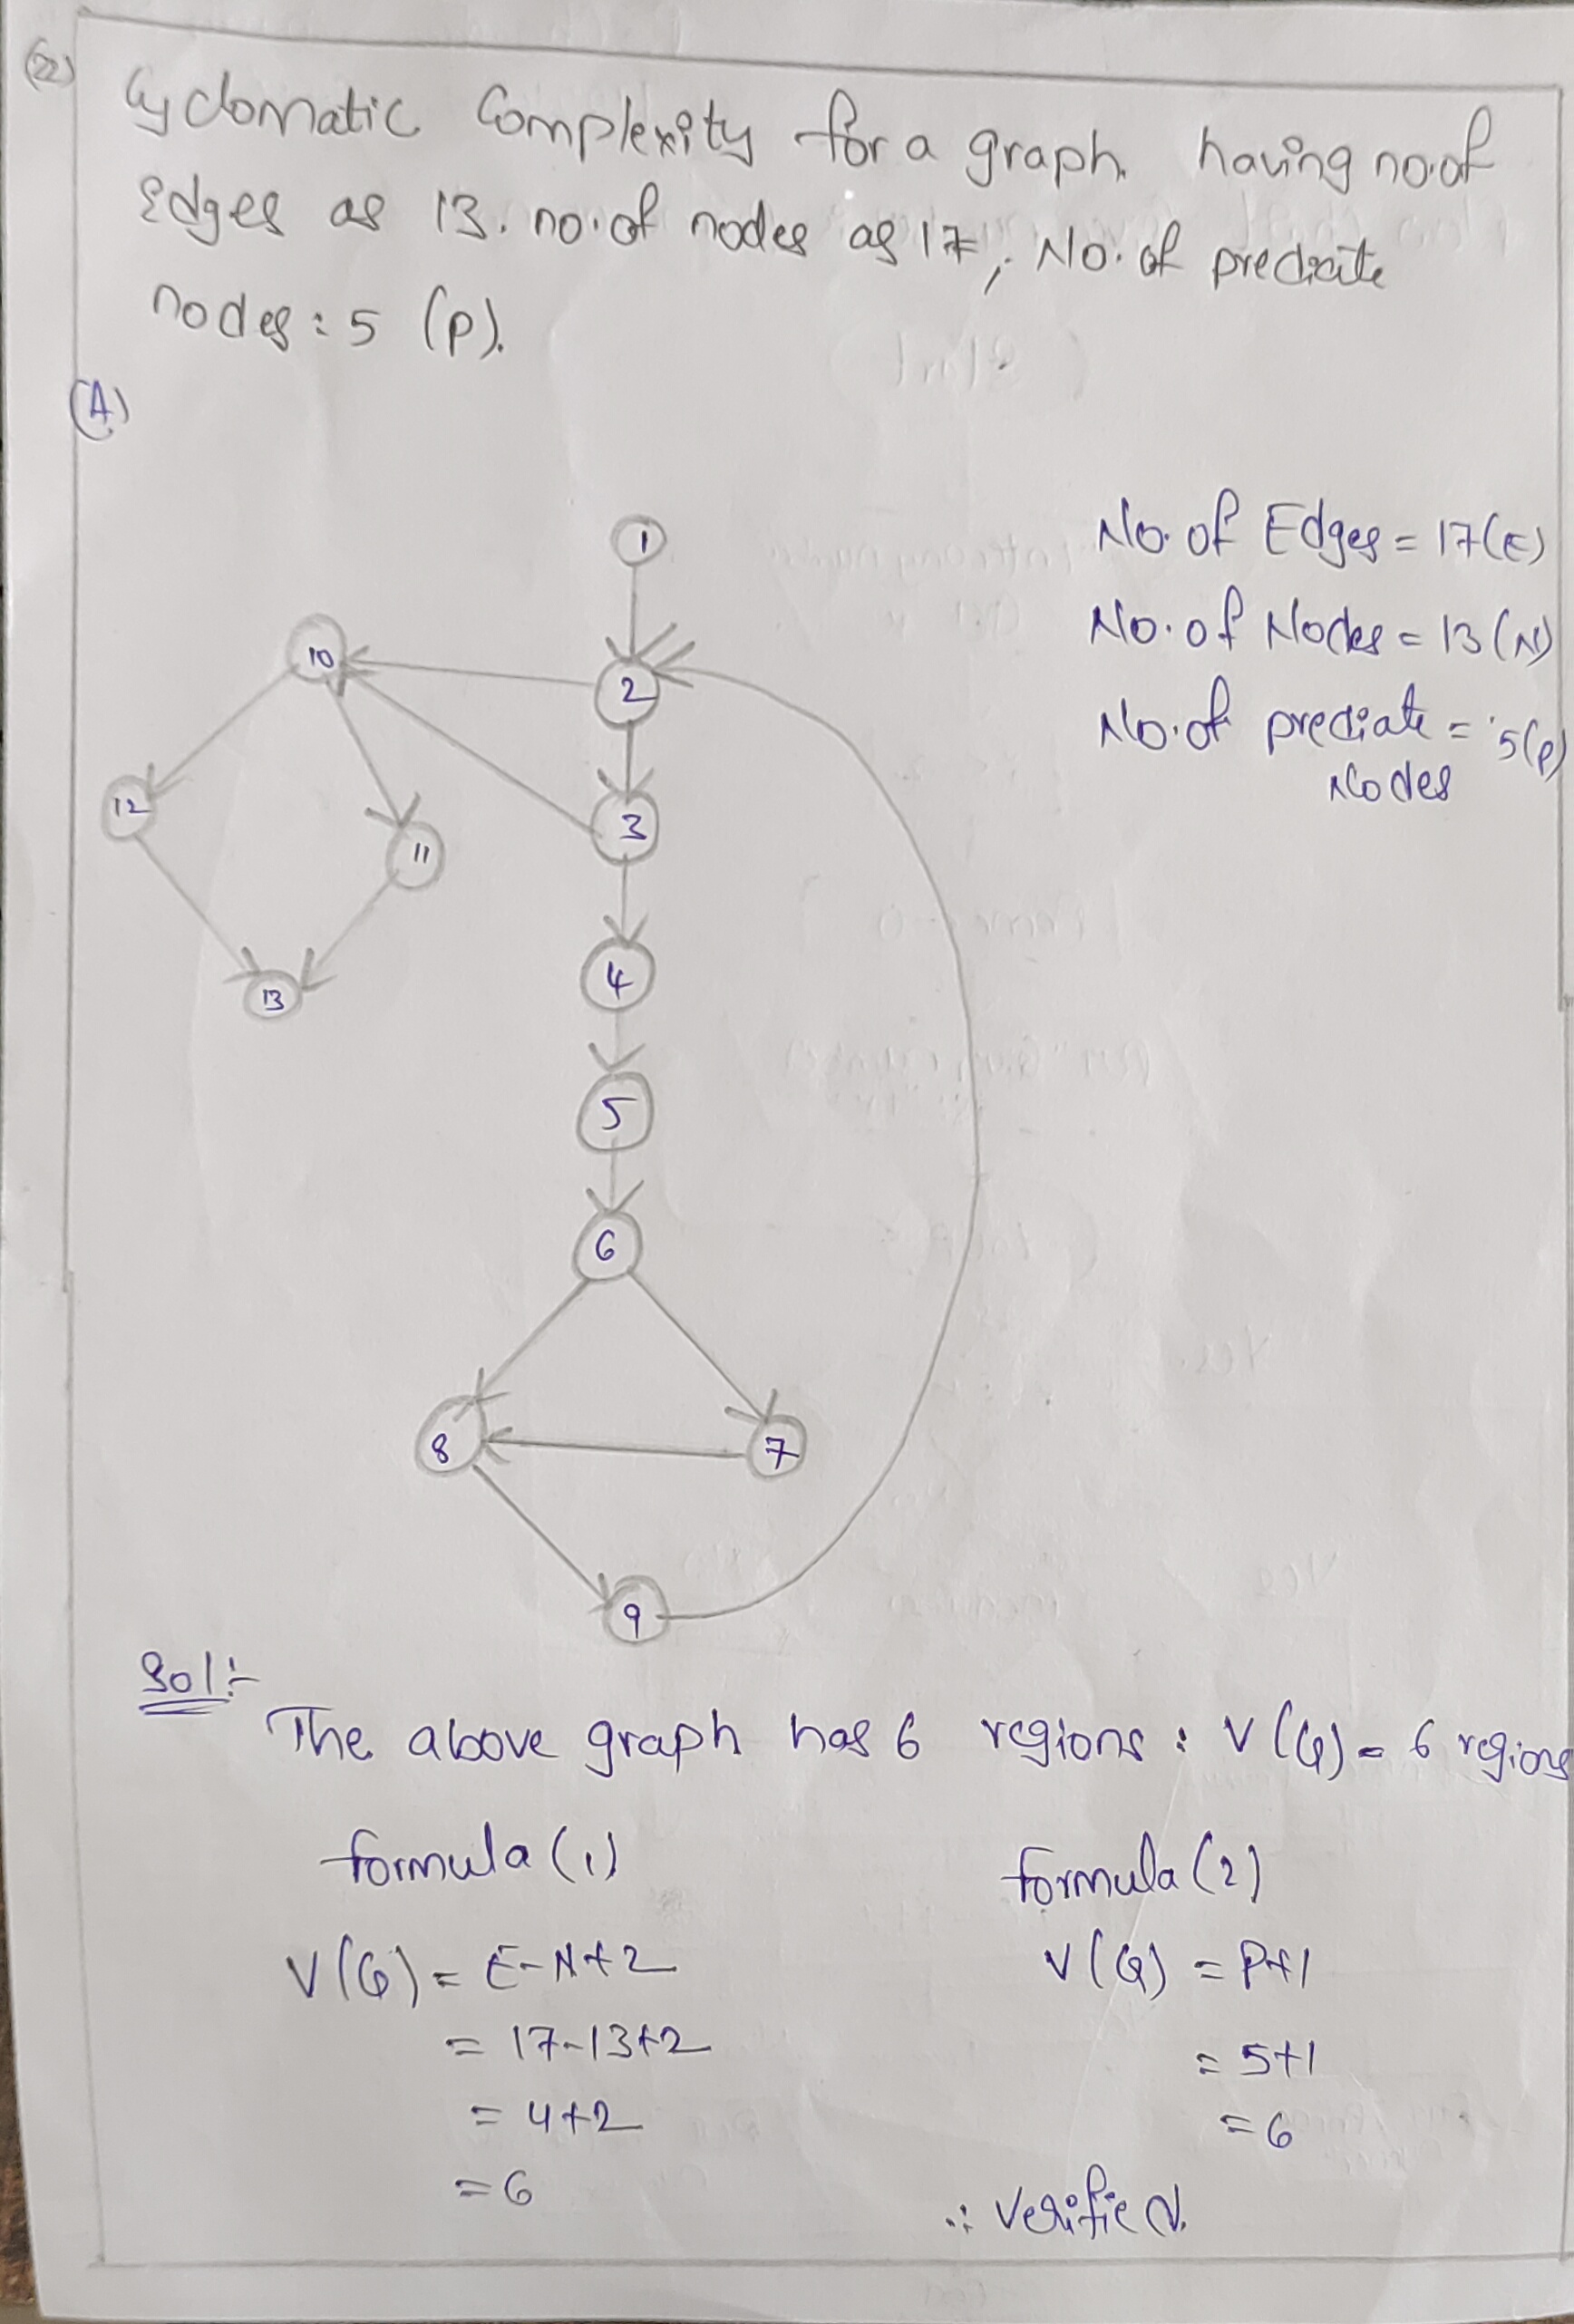 (22) Cyclomatic Complexity for a graph having no.of
Edges as 13. no.of nodes as 17, No. of prediate
nodes : 5 (P).
(A)
1
No. of Edges = 17(E)
No. of Nodes = 13 (N)
No. of prediate = 5(P)
Nodes
10
2
12
3
11
4
13
5
6
8
7
9
Sol:-
The above graph has 6 regions : V(G) = 6 regions
formula (1)
formula (2)
V(G) = E-N+2
V(G) = P+1
= 17-13+2
= 5+1
= 4+2
= 6
= 6
∴ Verified.